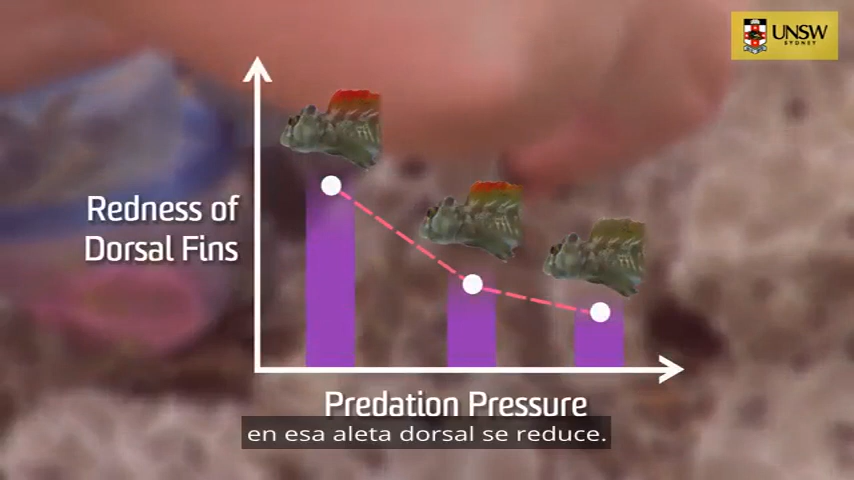 UNSW
SYDNEY
Redness of
Dorsal Fins
Predation Pressure
en esa aleta dorsal se reduce.